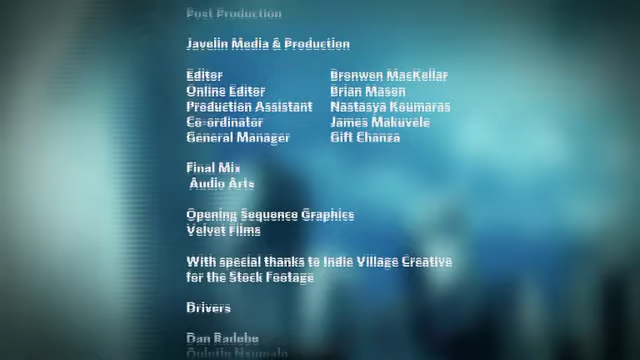 Post Production
Javelin Media & Production
Editor Bronwen MacKellar
Online Editor Brian Mason
Production Assistant Nastasya Koumaras
Co-ordinator James Makuvele
General Manager Gift Chanza
Final Mix
Audio Arts
Opening Sequence Graphics
Velvet Films
With special thanks to Indie Village Creative
for the Stock Footage
Drivers
Dan Radebe